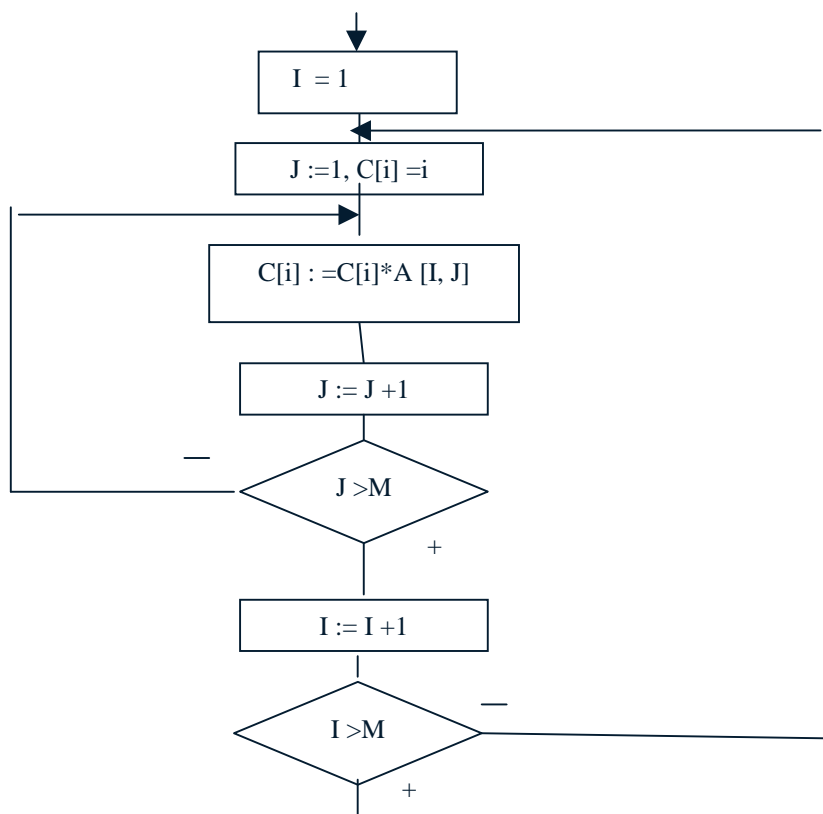 I = 1
J :=1, C[i] =i
C[i] : =C[i]*A [I, J]
J := J +1
—
J >M
+
I := I +1
—
I >M
+